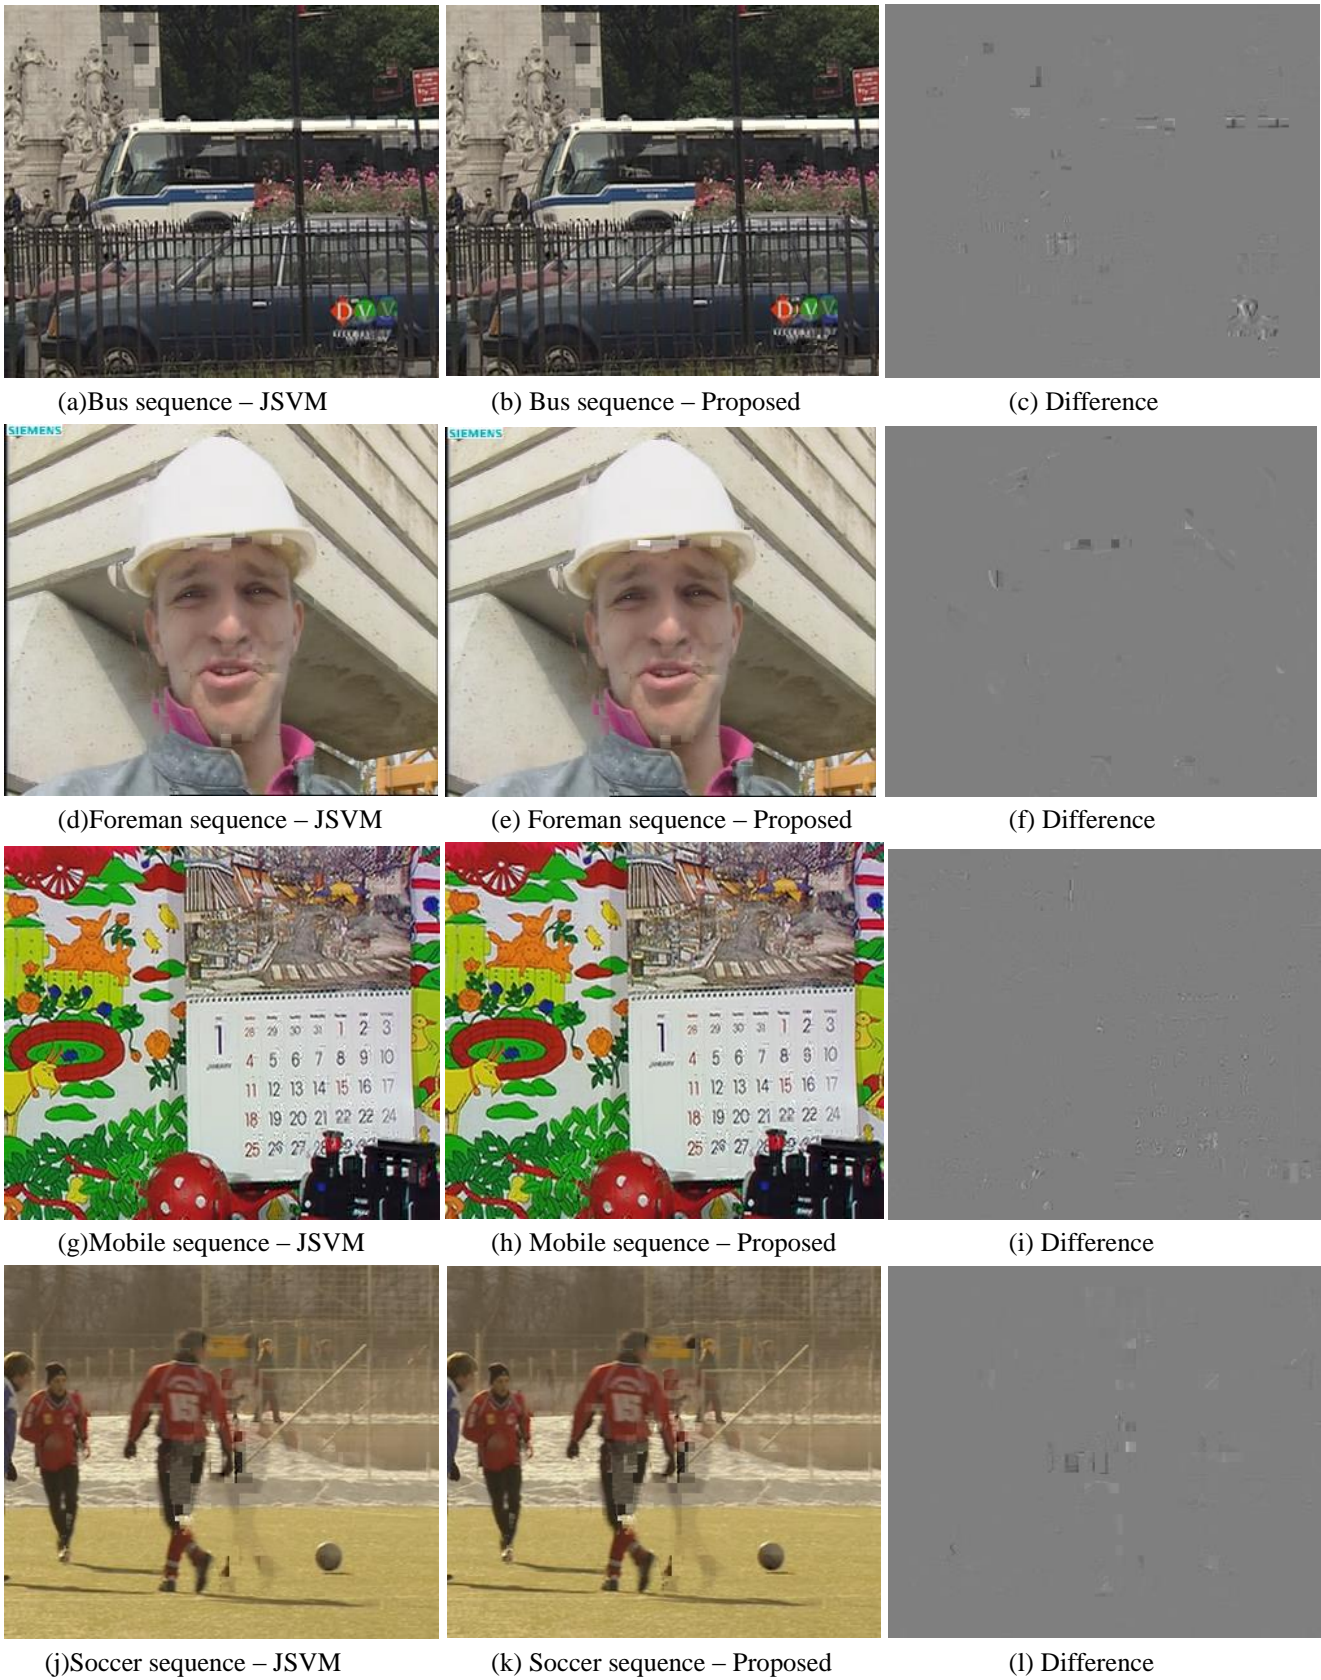 (a)Bus sequence – JSVM
(b) Bus sequence – Proposed
(c) Difference
SIEMENS
SIEMENS
(d)Foreman sequence – JSVM
(e) Foreman sequence – Proposed
(f) Difference
1
JANUARY
28 29 30 31 1 2 3
4 5 6 7 8 9 10
11 12 13 14 15 16 17
18 19 20 21 22 22 24
25 26 27
1
JANUARY
28 29 30 31 1 2 3
4 5 6 7 8 9 10
11 12 13 14 15 16 17
18 19 20 21 22 22 24
25 26 27
(g)Mobile sequence – JSVM
(h) Mobile sequence – Proposed
(i) Difference
15
15
(j)Soccer sequence – JSVM
(k) Soccer sequence – Proposed
(l) Difference